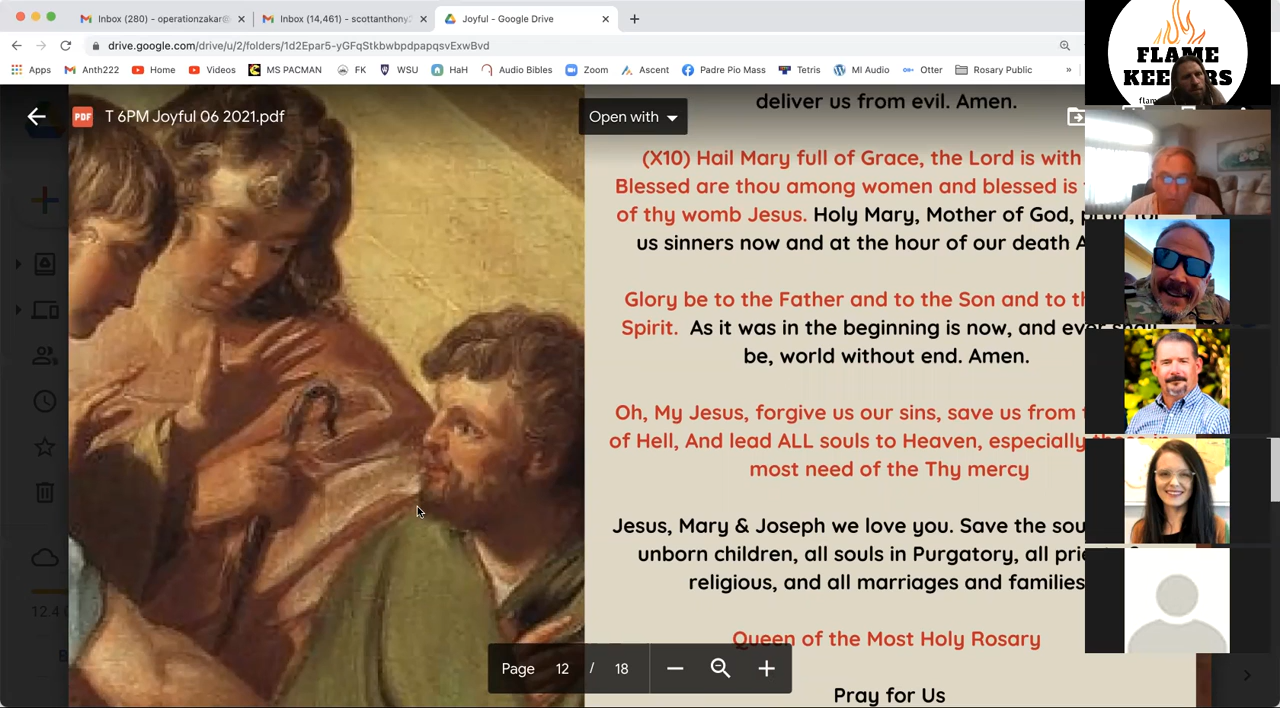 Inbox (280) - operationzakar@
Inbox (14,461) - scottanthony
Joyful - Google Drive
drive.google.com/drive/u/2/folders/1d2Epar5-yGFqStkbwbpdpapqsvExwBvd
Apps
Anth222
Home
Videos
MS PACMAN
FK
WSU
Hall
Audio Bibles
Zoom
Ascent
Padre Pio Mass
Tetris
MI Audio
Otter
Rosary Public
»
FLAME
KEEPERS
T 6PM Joyful 06 2021.pdf
Open with
deliver us from evil. Amen.
(X10) Hail Mary full of Grace, the Lord is with
Blessed are thou among women and blessed is
of thy womb Jesus. Holy Mary, Mother of God, pray for
us sinners now and at the hour of our death
Glory be to the Father and to the Son and to
Spirit. As it was in the beginning is now, and ever shall
be, world without end. Amen.
Oh, My Jesus, forgive us our sins, save us from
of Hell, And lead ALL souls to Heaven, especially those in
most need of the Thy mercy
Jesus, Mary & Joseph we love you. Save the
unborn children, all souls in Purgatory, all
religious, and all marriages and families
Queen of the Most Holy Rosary
Pray for Us
Page 12 / 18
12.4